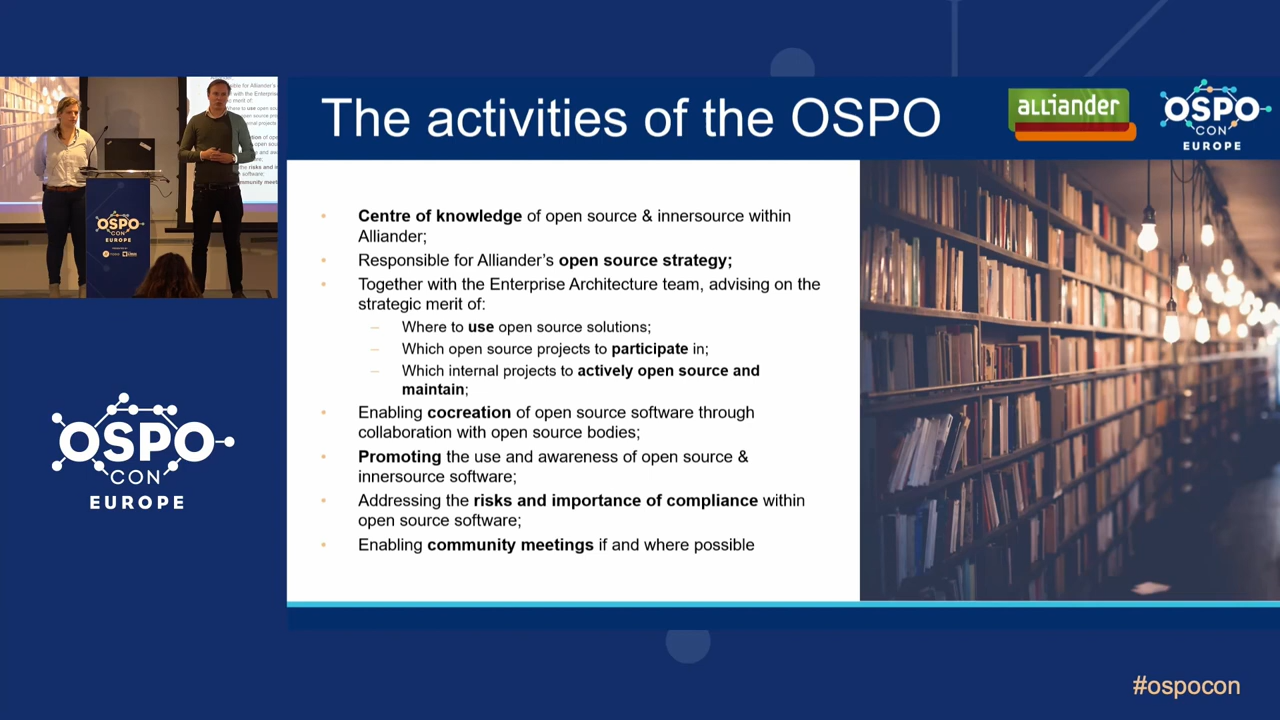 The activities of the OSPO
alliander
OSPO
CON
EUROPE
Centre of knowledge of open source & innersource within
Alliander;
Responsible for Alliander's open source strategy;
Together with the Enterprise Architecture team, advising on the
strategic merit of:
Where to use open source solutions;
Which open source projects to participate in;
Which internal projects to actively open source and
maintain;
Enabling cocreation of open source software through
collaboration with open source bodies;
Promoting the use and awareness of open source &
innersource software;
Addressing the risks and importance of compliance within
open source software;
Enabling community meetings if and where possible
OSPO
CON
EUROPE
OSPO
CON
EUROPE
#ospocon